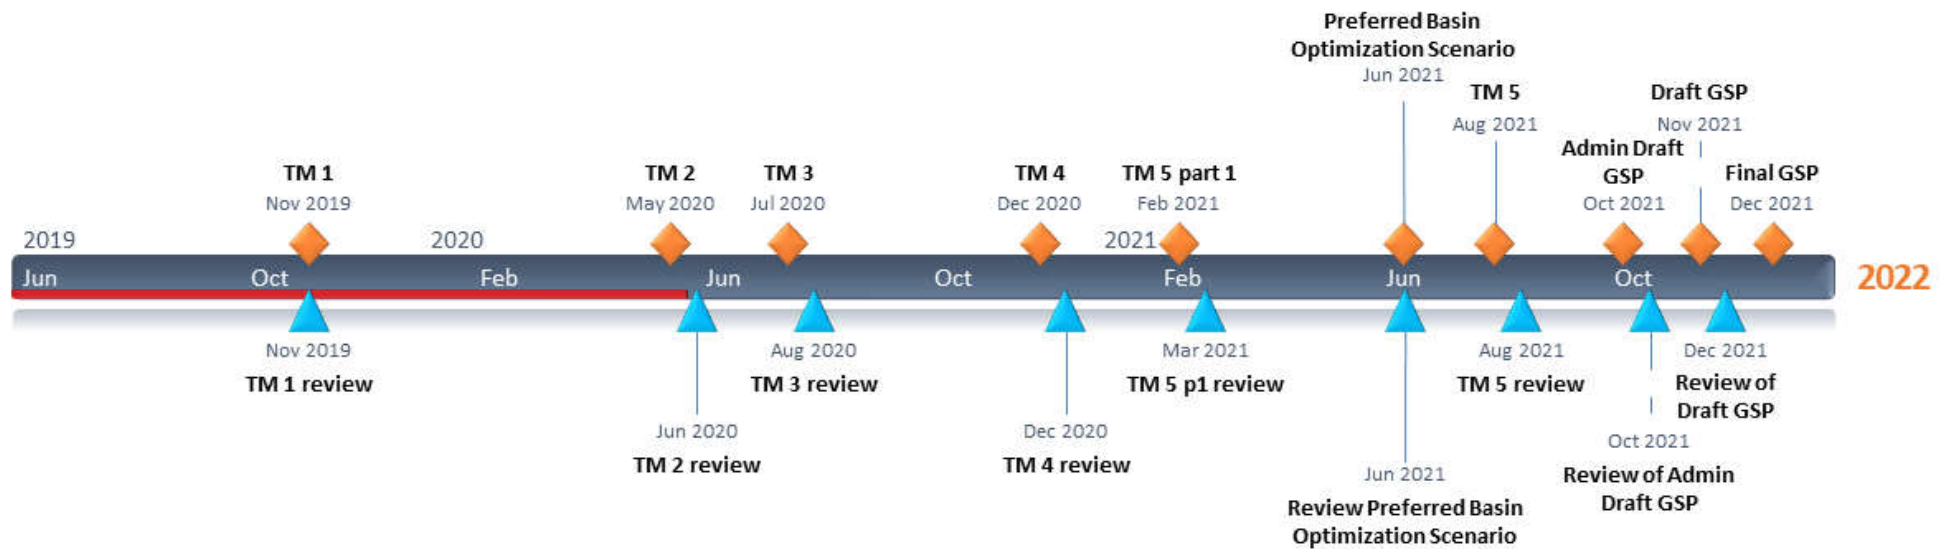 Preferred Basin
Optimization Scenario
Jun 2021
TM 5
Aug 2021
Draft GSP
Nov 2021
Admin Draft
GSP
Oct 2021
TM 1
Nov 2019
TM 2
May 2020
TM 3
Jul 2020
TM 4
Dec 2020
TM 5 part 1
Feb 2021
Final GSP
Dec 2021
2019
2020
2021
Jun
Oct
Feb
Jun
Oct
Feb
Jun
Oct
2022
Nov 2019
TM 1 review
Jun 2020
TM 2 review
Aug 2020
TM 3 review
Dec 2020
TM 4 review
Mar 2021
TM 5 p1 review
Jun 2021
Review Preferred Basin
Optimization Scenario
Aug 2021
TM 5 review
Oct 2021
Review of Admin
Draft GSP
Dec 2021
Review of
Draft GSP